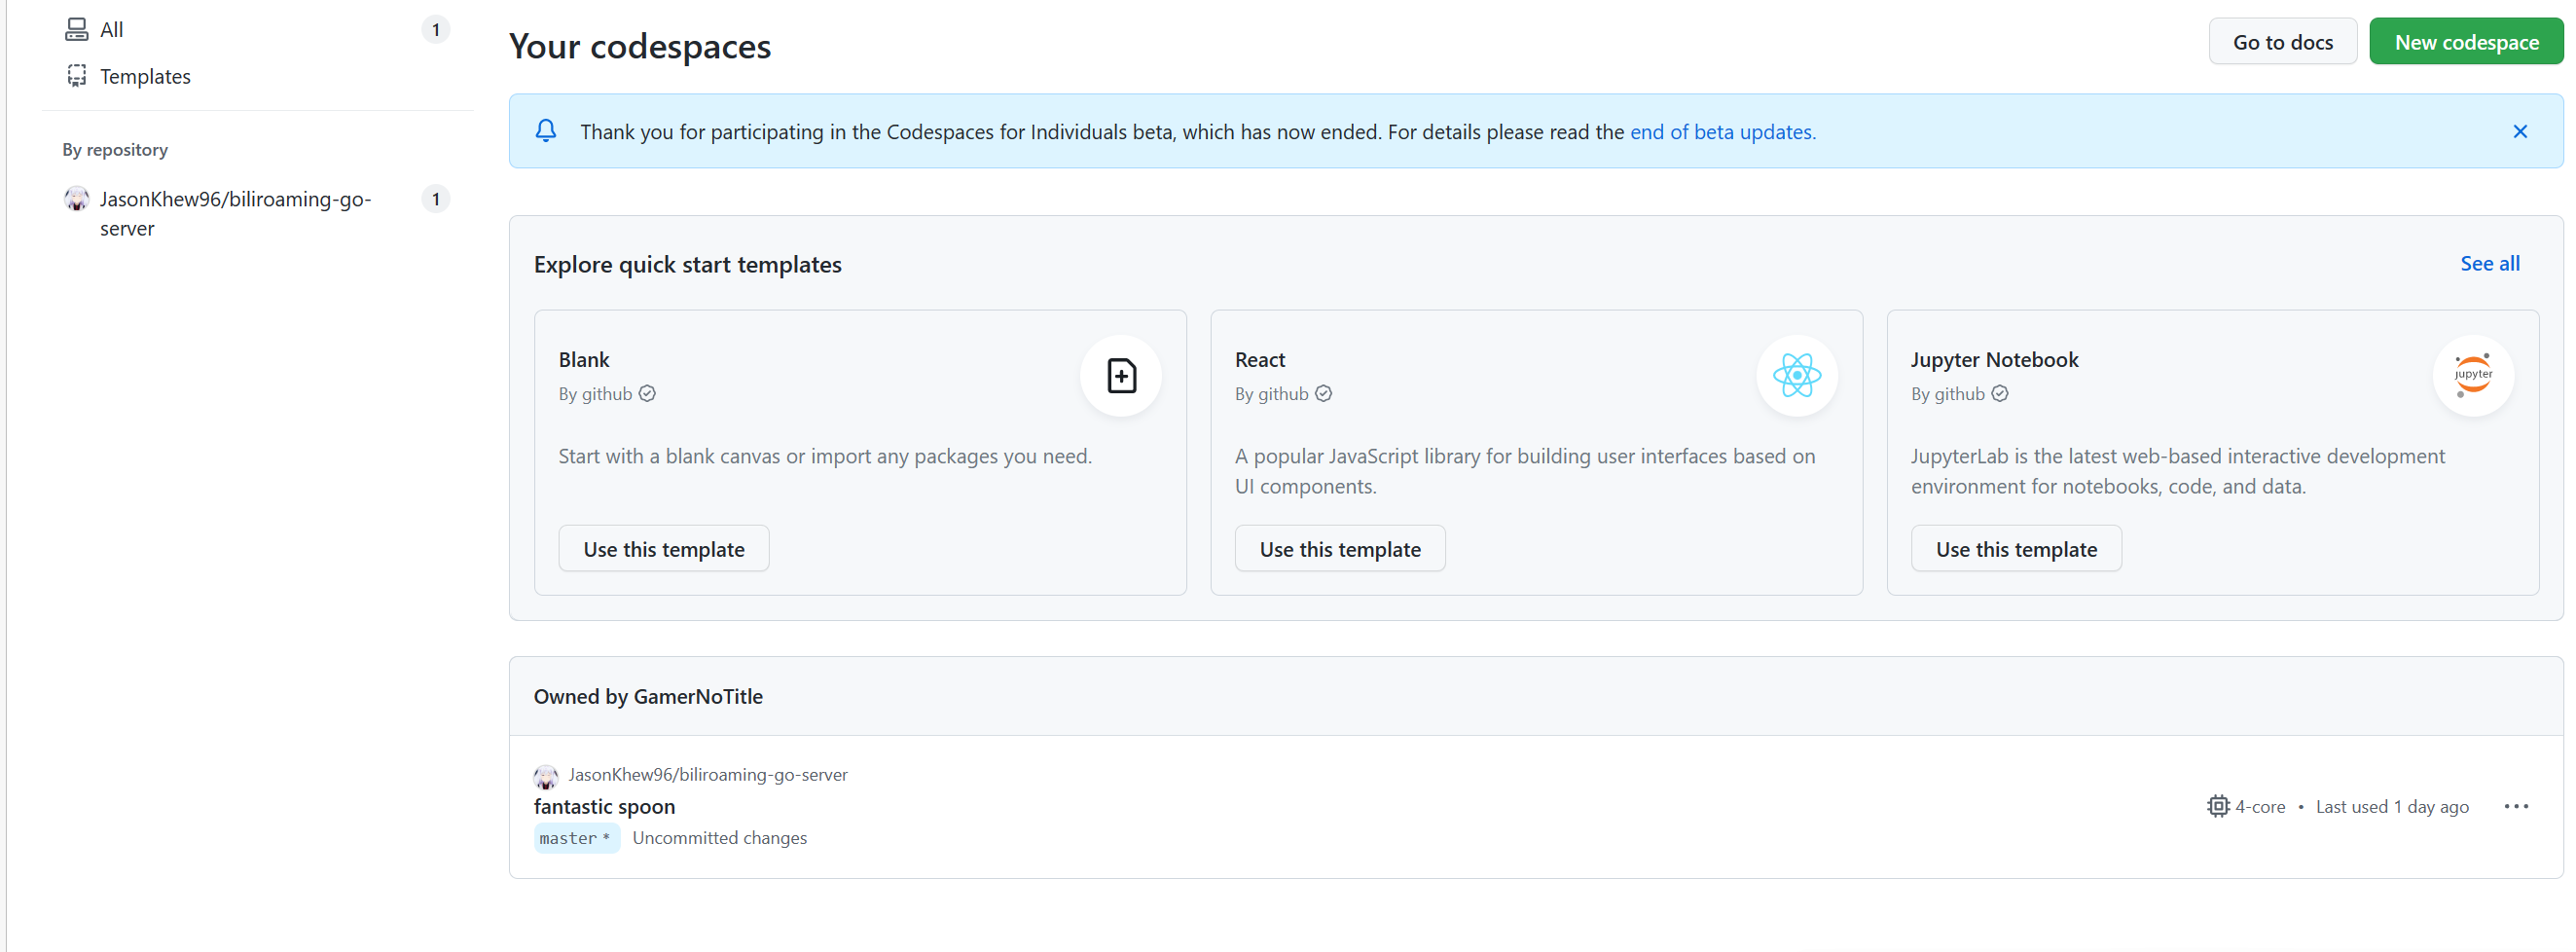 All 1
Templates
By repository
JasonKhew96/biliroaming-go- 1
server
Your codespaces
Go to docs
New codespace
Thank you for participating in the Codespaces for Individuals beta, which has now ended. For details please read the end of beta updates.
Explore quick start templates
See all
Blank
By github
Start with a blank canvas or import any packages you need.
Use this template
React
By github
A popular JavaScript library for building user interfaces based on
UI components.
Use this template
Jupyter Notebook
By github
jupyter
JupyterLab is the latest web-based interactive development
environment for notebooks, code, and data.
Use this template
Owned by GamerNoTitle
JasonKhew96/biliroaming-go-server
fantastic spoon
master * Uncommitted changes
4-core • Last used 1 day ago ···